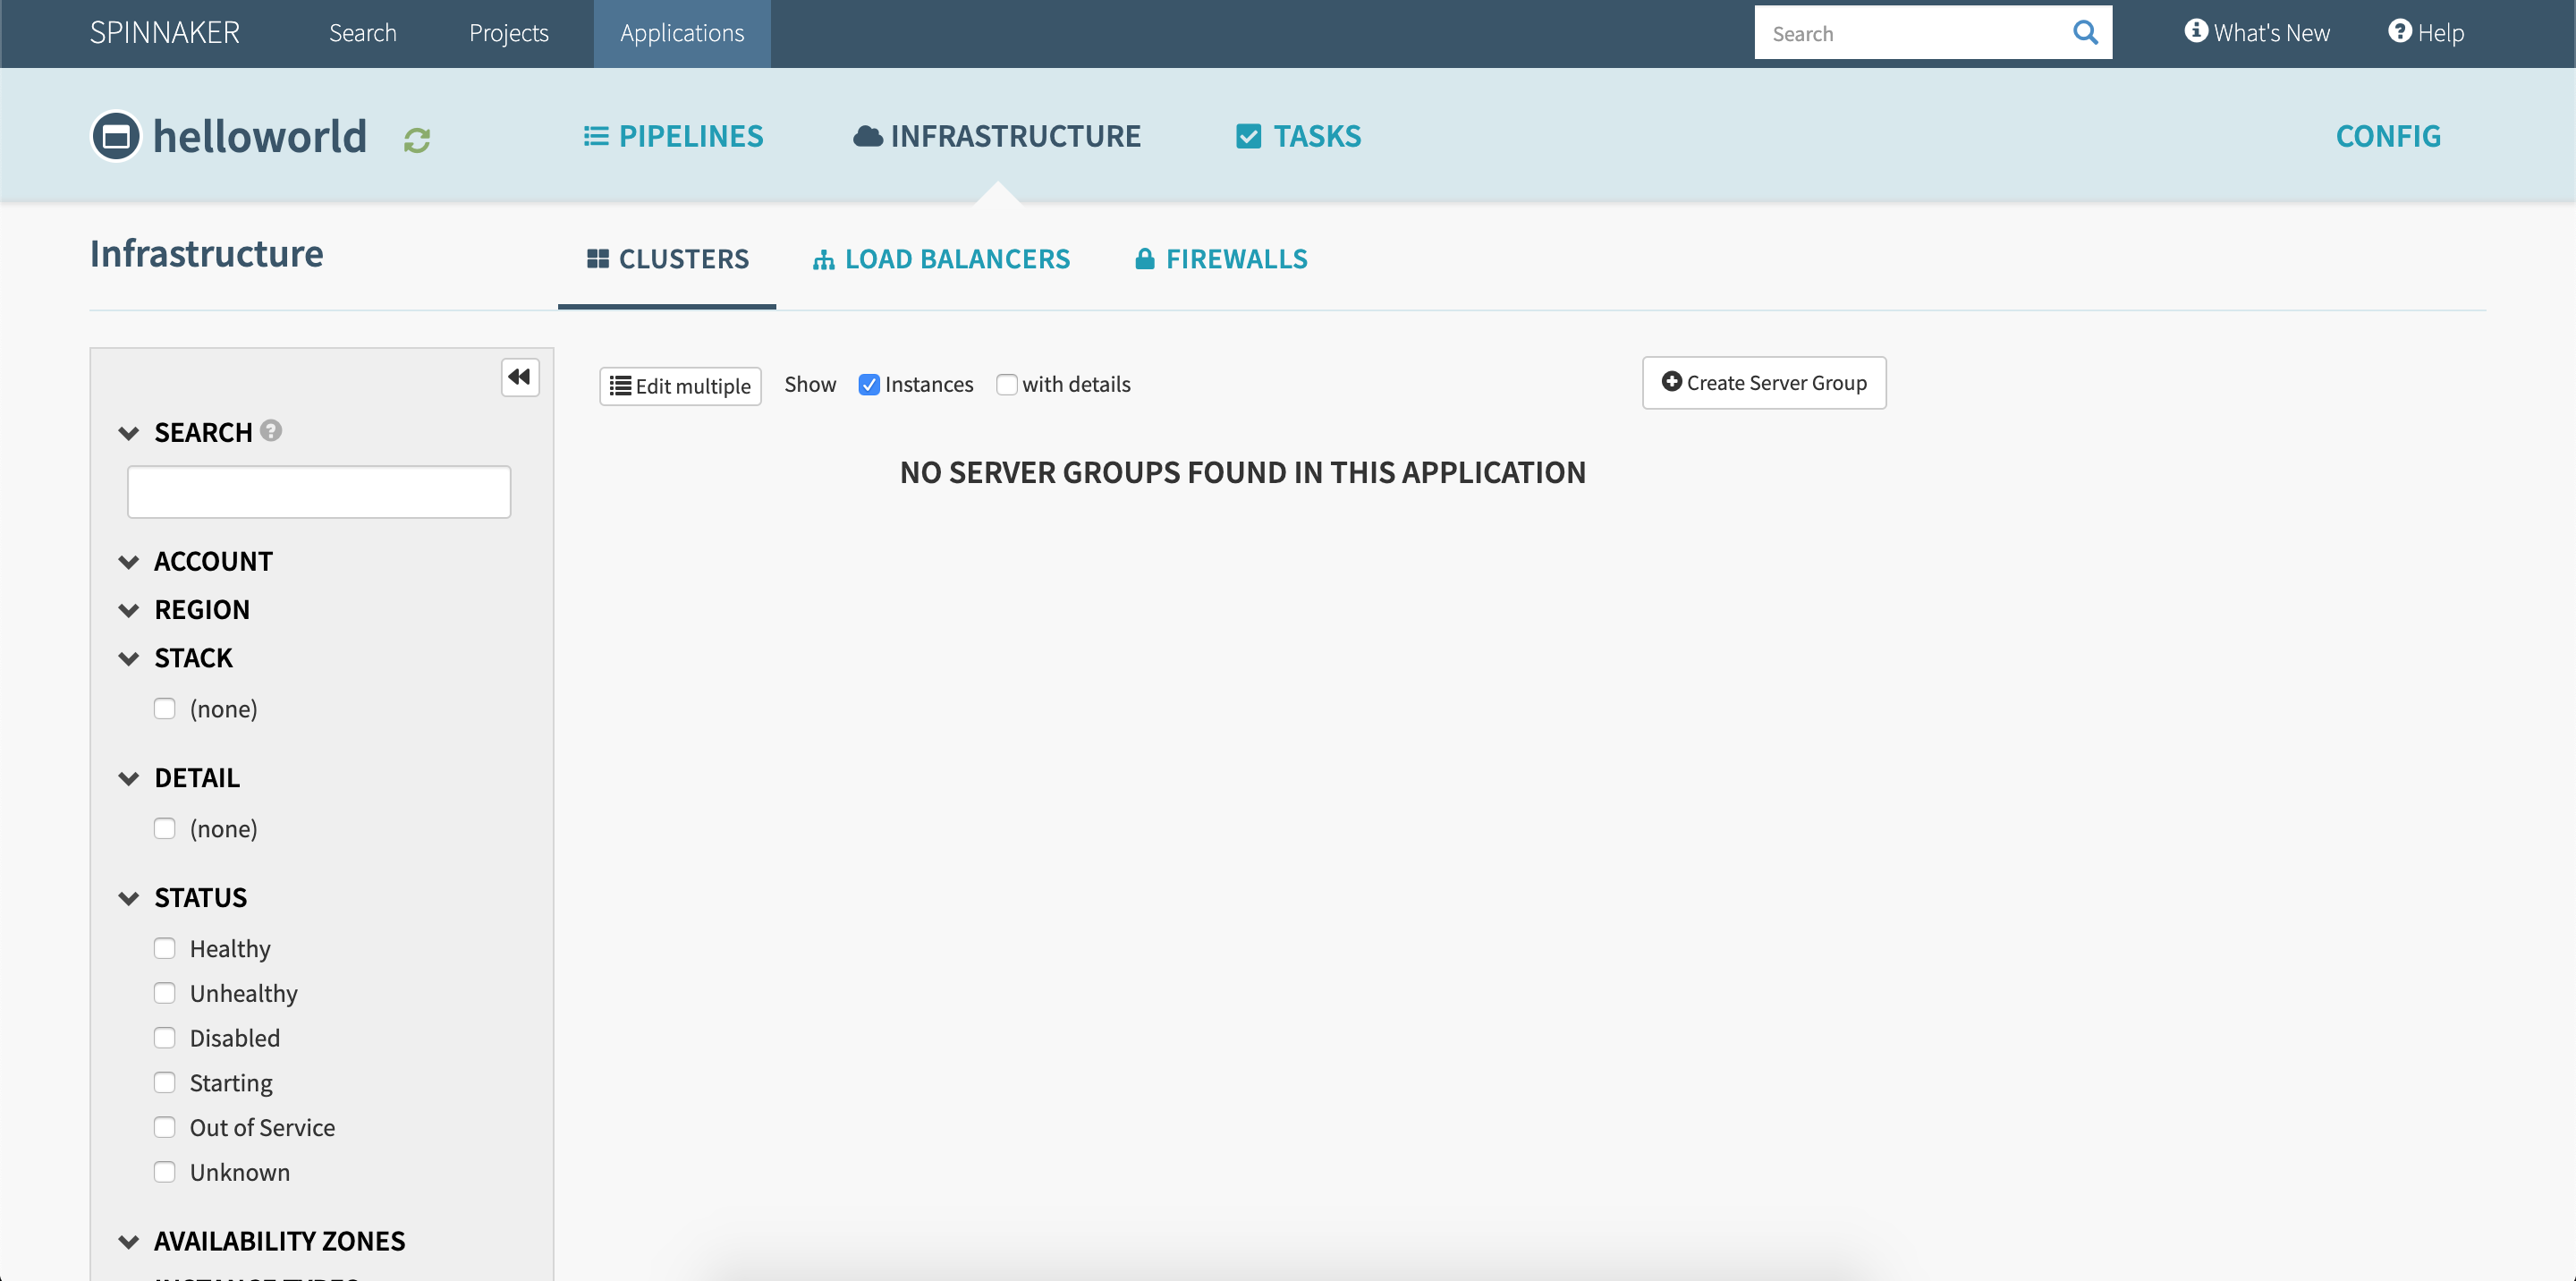 SPINNAKER Search Projects Applications Search What's New Help
helloworld PIPELINES INFRASTRUCTURE TASKS CONFIG
Infrastructure CLUSTERS LOAD BALANCERS FIREWALLS
Edit multiple Show Instances with details Create Server Group
SEARCH
NO SERVER GROUPS FOUND IN THIS APPLICATION
ACCOUNT
REGION
STACK
(none)
DETAIL
(none)
STATUS
Healthy
Unhealthy
Disabled
Starting
Out of Service
Unknown
AVAILABILITY ZONES